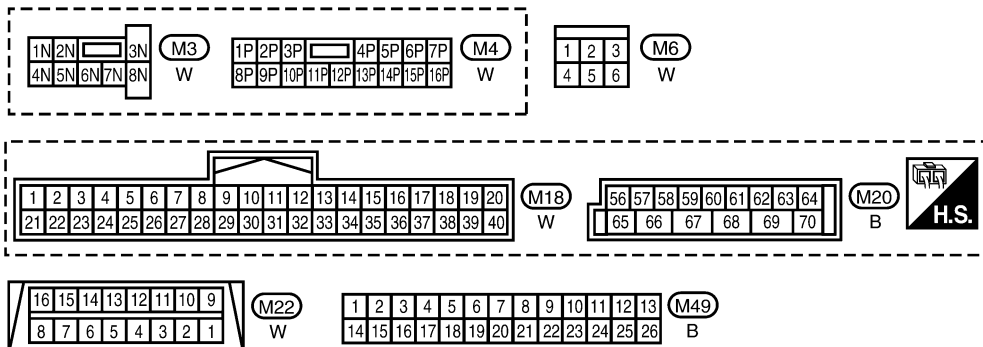 1N 2N 3N M3 1P 2P 3P 4P 5P 6P 7P M4 1 2 3 M6
4N 5N 6N 7N 8N W 8P 9P 10P 11P 12P 13P 14P 15P 16P W 4 5 6 W
1 2 3 4 5 6 7 8 9 10 11 12 13 14 15 16 17 18 19 20 M18 56 57 58 59 60 61 62 63 64 M20
21 22 23 24 25 26 27 28 29 30 31 32 33 34 35 36 37 38 39 40 W 65 66 67 68 69 70 B H.S.
16 15 14 13 12 11 10 9 M22 1 2 3 4 5 6 7 8 9 10 11 12 13 M49
8 7 6 5 4 3 2 1 W 14 15 16 17 18 19 20 21 22 23 24 25 26 B